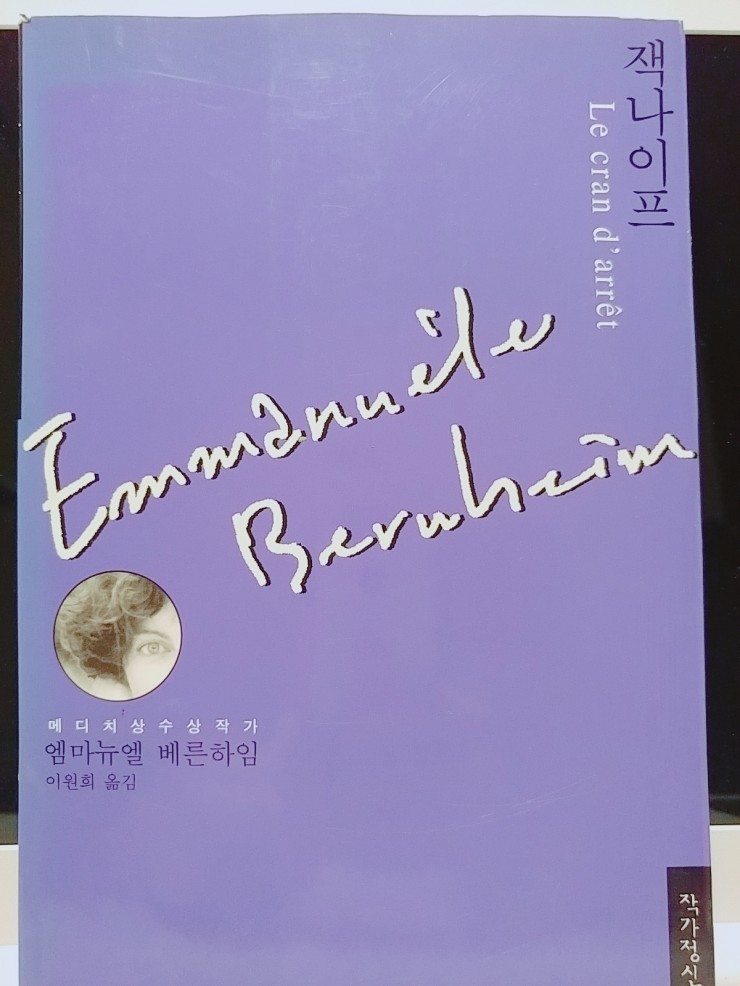 잭나이프
Le cran d'arrêt
Emmanuèle
Bernheim
메디치상수상작가
엠마뉴엘 베른하임
이원희 옮김
작가정신